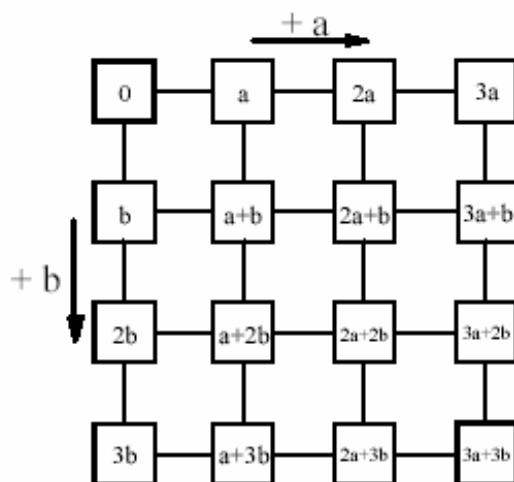 + a
0 a 2a 3a
b a+b 2a+b 3a+b
+ b
2b a+2b 2a+2b 3a+2b
3b a+3b 2a+3b 3a+3b